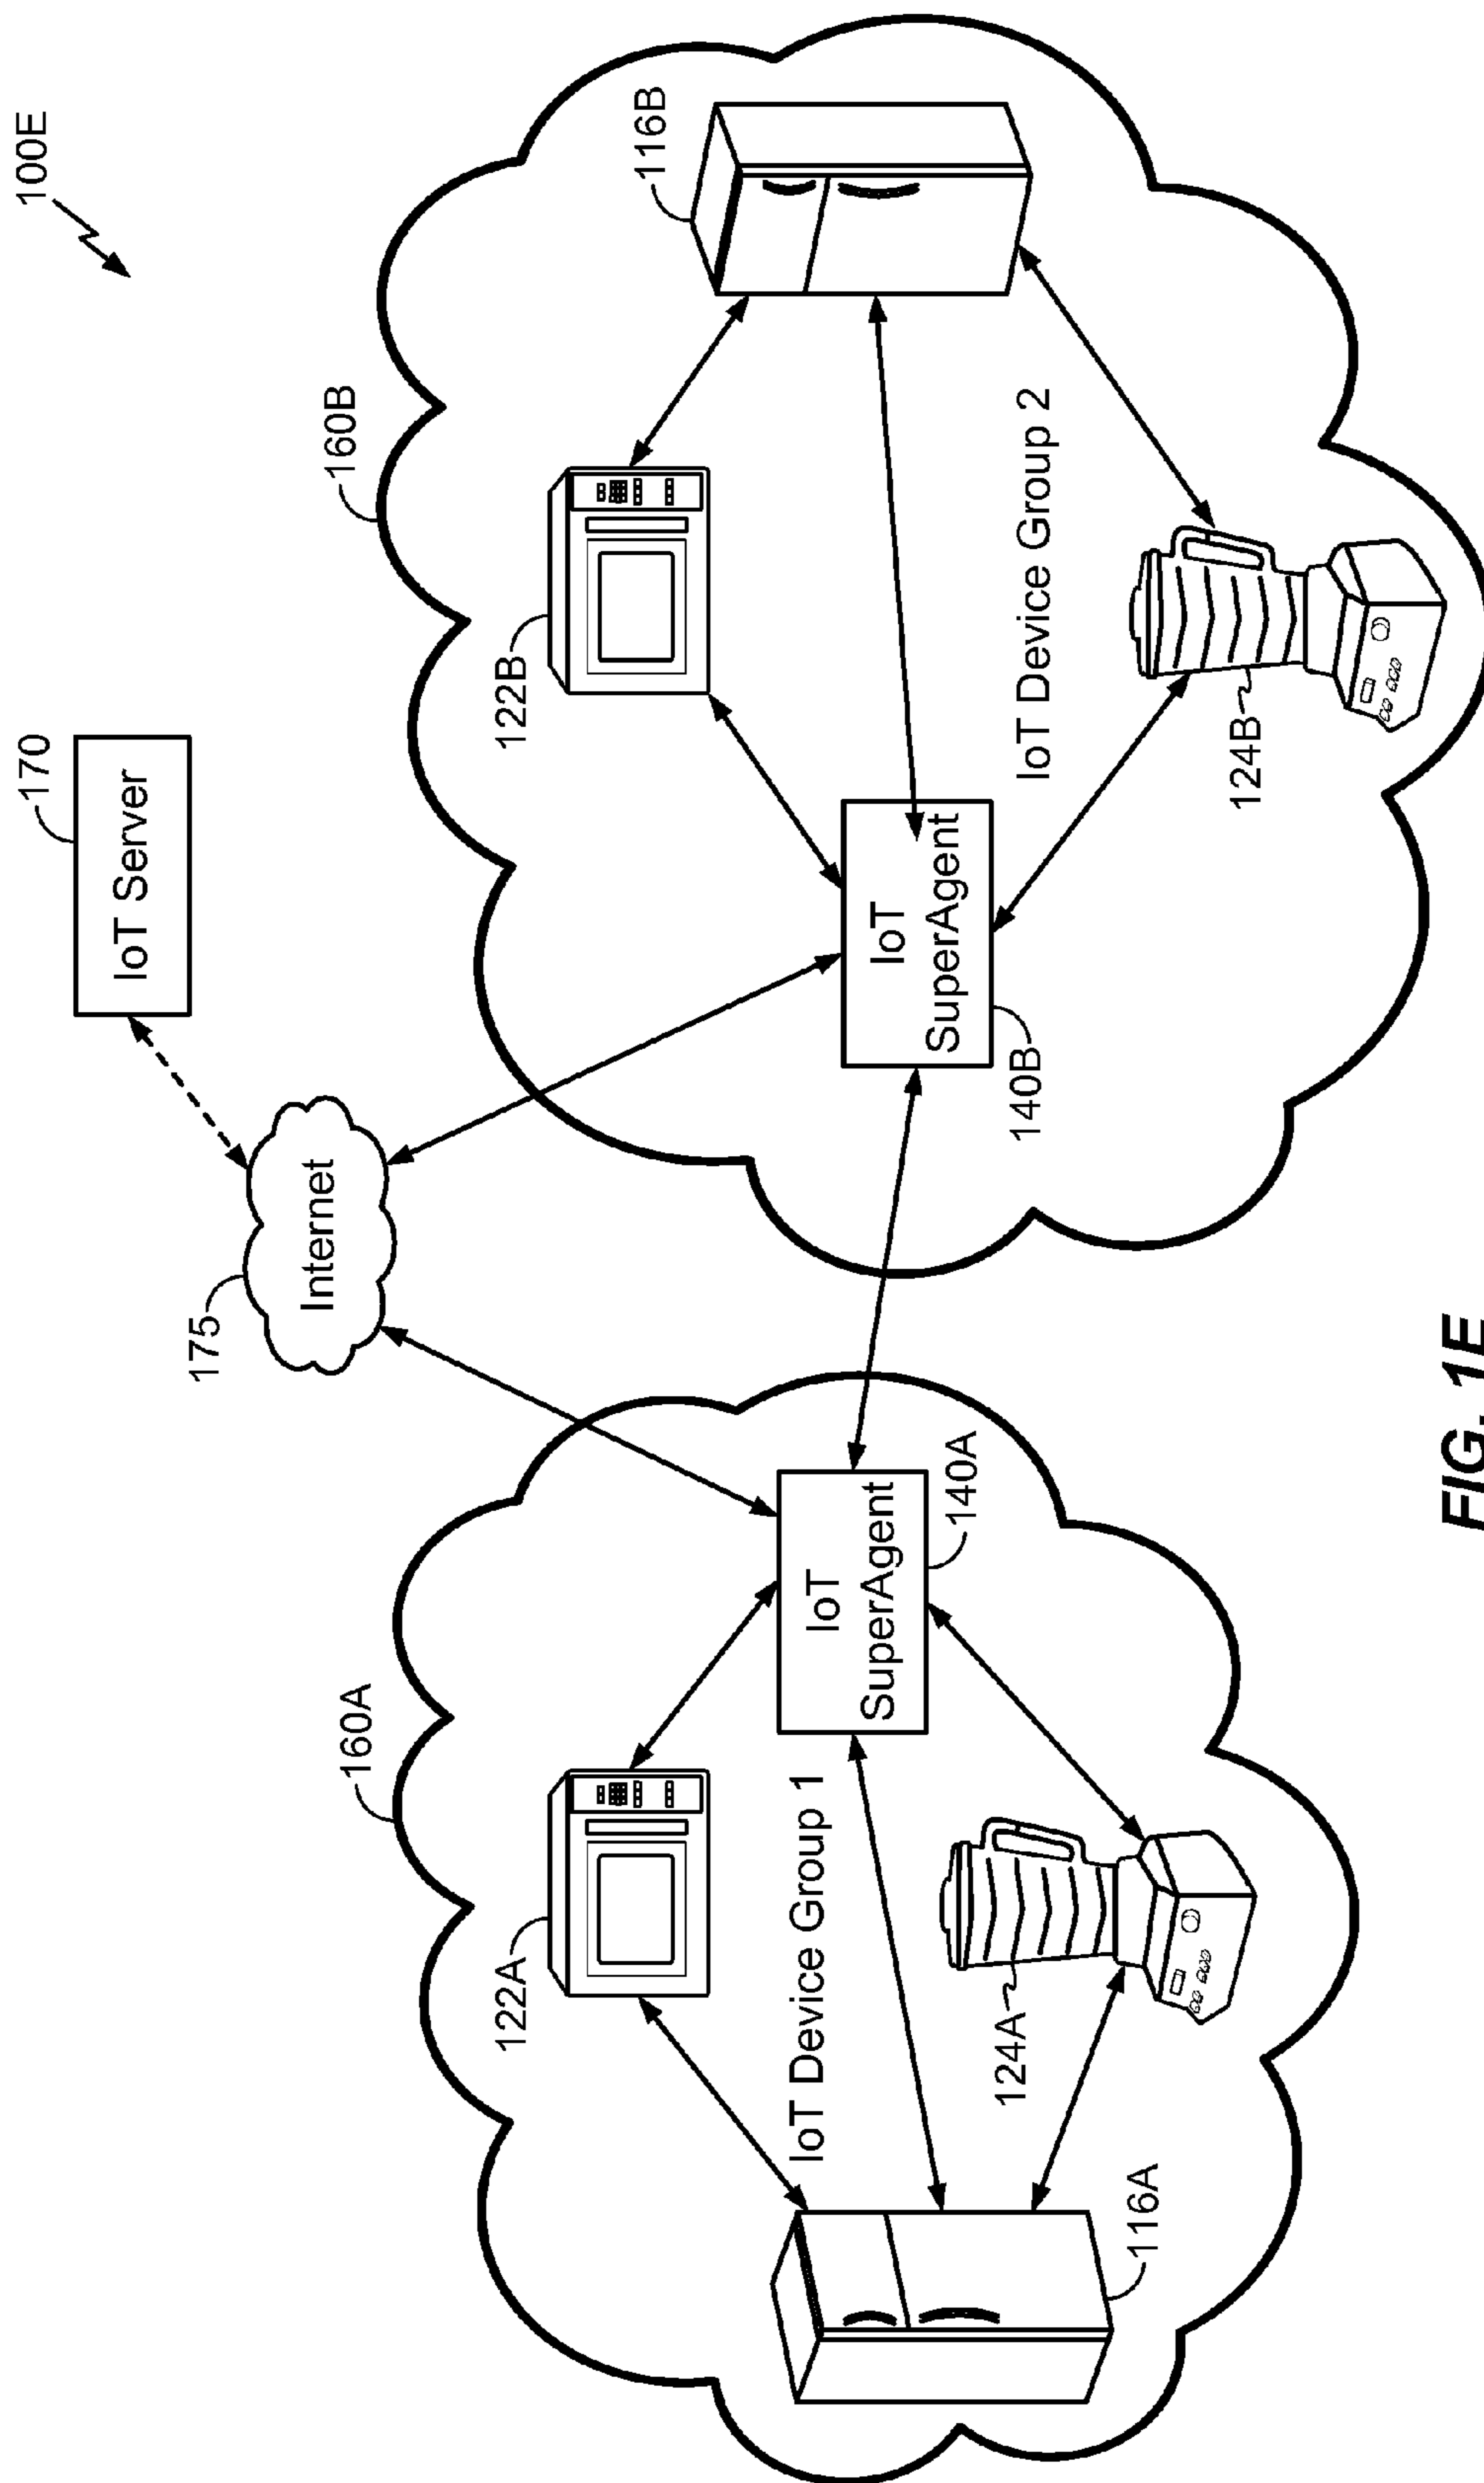 100E
170
IoT Server
175
Internet
160A
160B
122A
122B
116B
IoT Device Group 1
IoT
SuperAgent
140A
IoT
SuperAgent
140B
IoT Device Group 2
124A
124B
116A
FIG. 1E